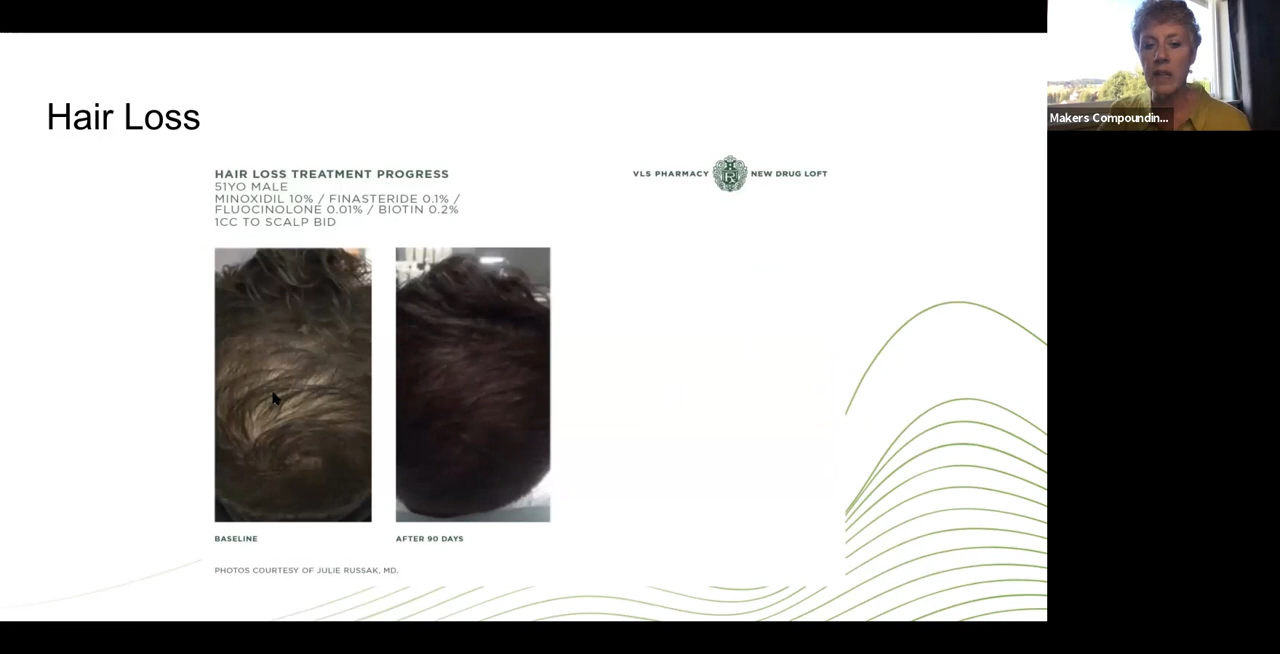 Hair Loss
HAIR LOSS TREATMENT PROGRESS
51YO MALE
MINOXIDIL 10% / FINASTERIDE 0.1% /
FLUOCINOLONE 0.01% / BIOTIN 0.2%
1CC TO SCALP BID
VLS PHARMACY R NEW DRUG LOFT
BASELINE
AFTER 90 DAYS
PHOTOS COURTESY OF JULIE RUSSAK, MD.
Makers Compoundin...